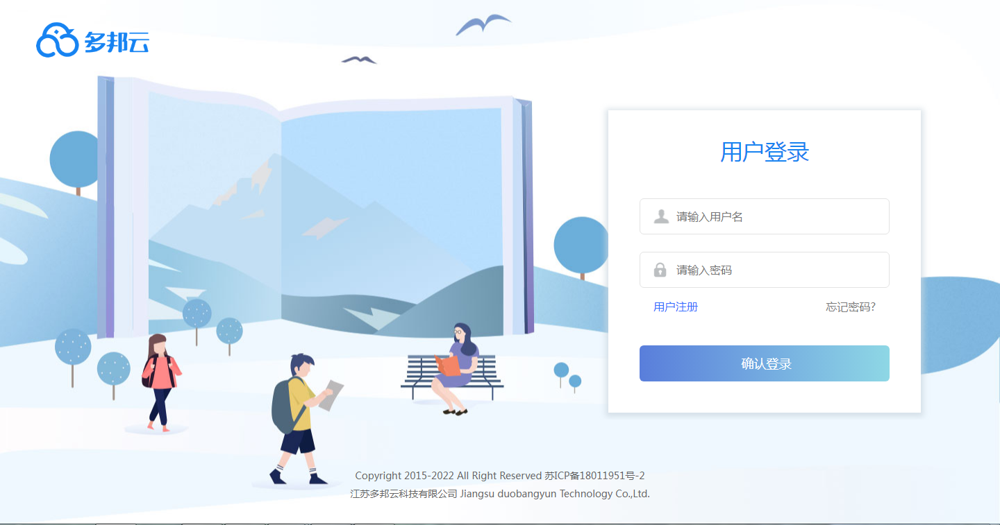 多邦云
用户登录
请输入用户名
请输入密码
用户注册 忘记密码?
确认登录
Copyright 2015-2022 All Right Reserved 苏ICP备18011951号-2
江苏多邦云科技有限公司 Jiangsu duobangyun Technology Co.,Ltd.